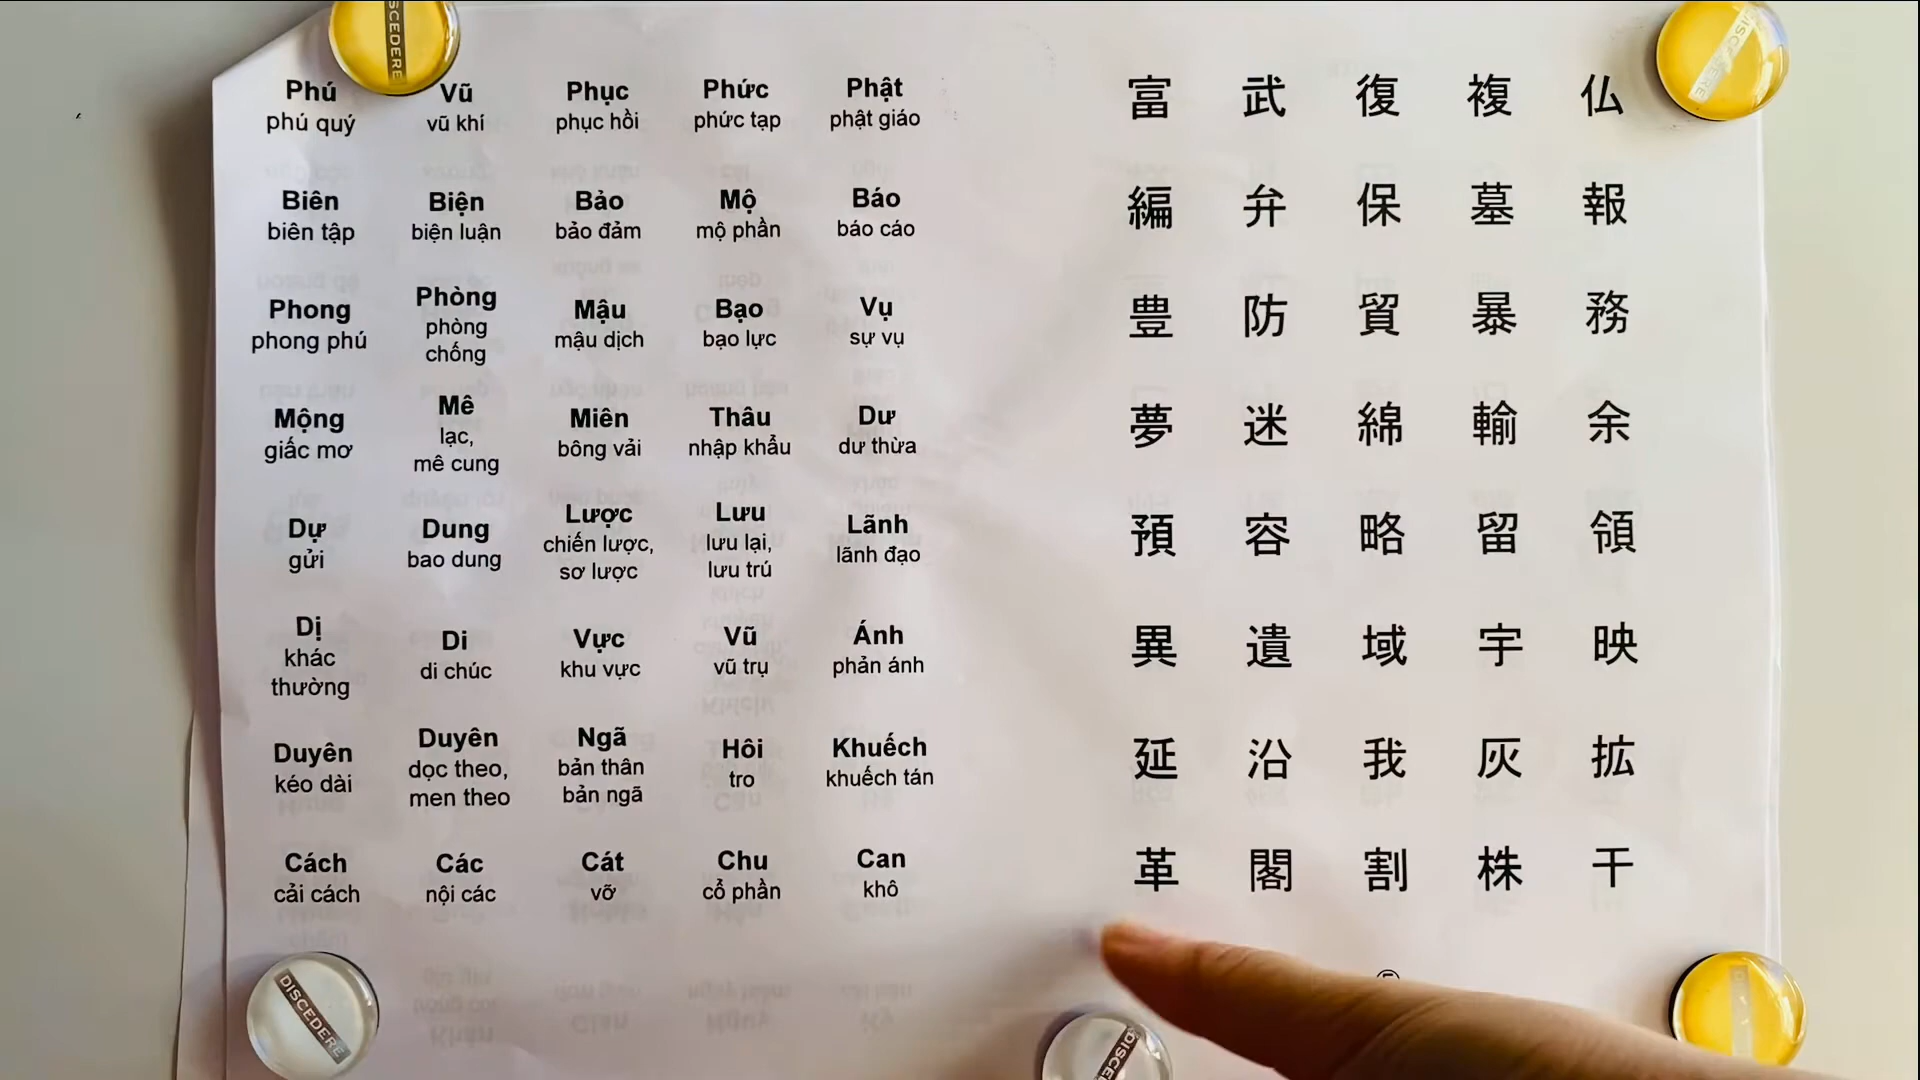 Phú Vũ Phục Phức Phật 富 武 復 複 仏
phú quý vũ khí phục hồi phức tạp phật giáo
Biên Biện Bảo Mộ Báo 編 弁 保 墓 報
biên tập biện luận bảo đảm mộ phần báo cáo
Phong Phòng Mậu Bạo Vụ 豊 防 貿 暴 務
phong phú phòng mậu dịch bạo lực sự vụ
chống
Mộng Mê Miên Thâu Dư 夢 迷 綿 輸 余
giấc mơ lạc, bông vải nhập khẩu dư thừa
mê cung
Dự Dung Lược Lưu Lãnh 預 容 略 留 領
gửi bao dung chiến lược, lưu lại, lãnh đạo
sơ lược lưu trú
Dị Di Vực Vũ Ánh 異 遺 域 宇 映
khác di chúc khu vực vũ trụ phản ánh
thường
Duyên Duyên Ngã Hôi Khuếch 延 沿 我 灰 拡
kéo dài dọc theo, bản thân tro khuếch tán
men theo bản ngã
Cách Các Cát Chu Can 革 閣 割 株 干
cải cách nội các vỡ cổ phần khô
DISCEDERE